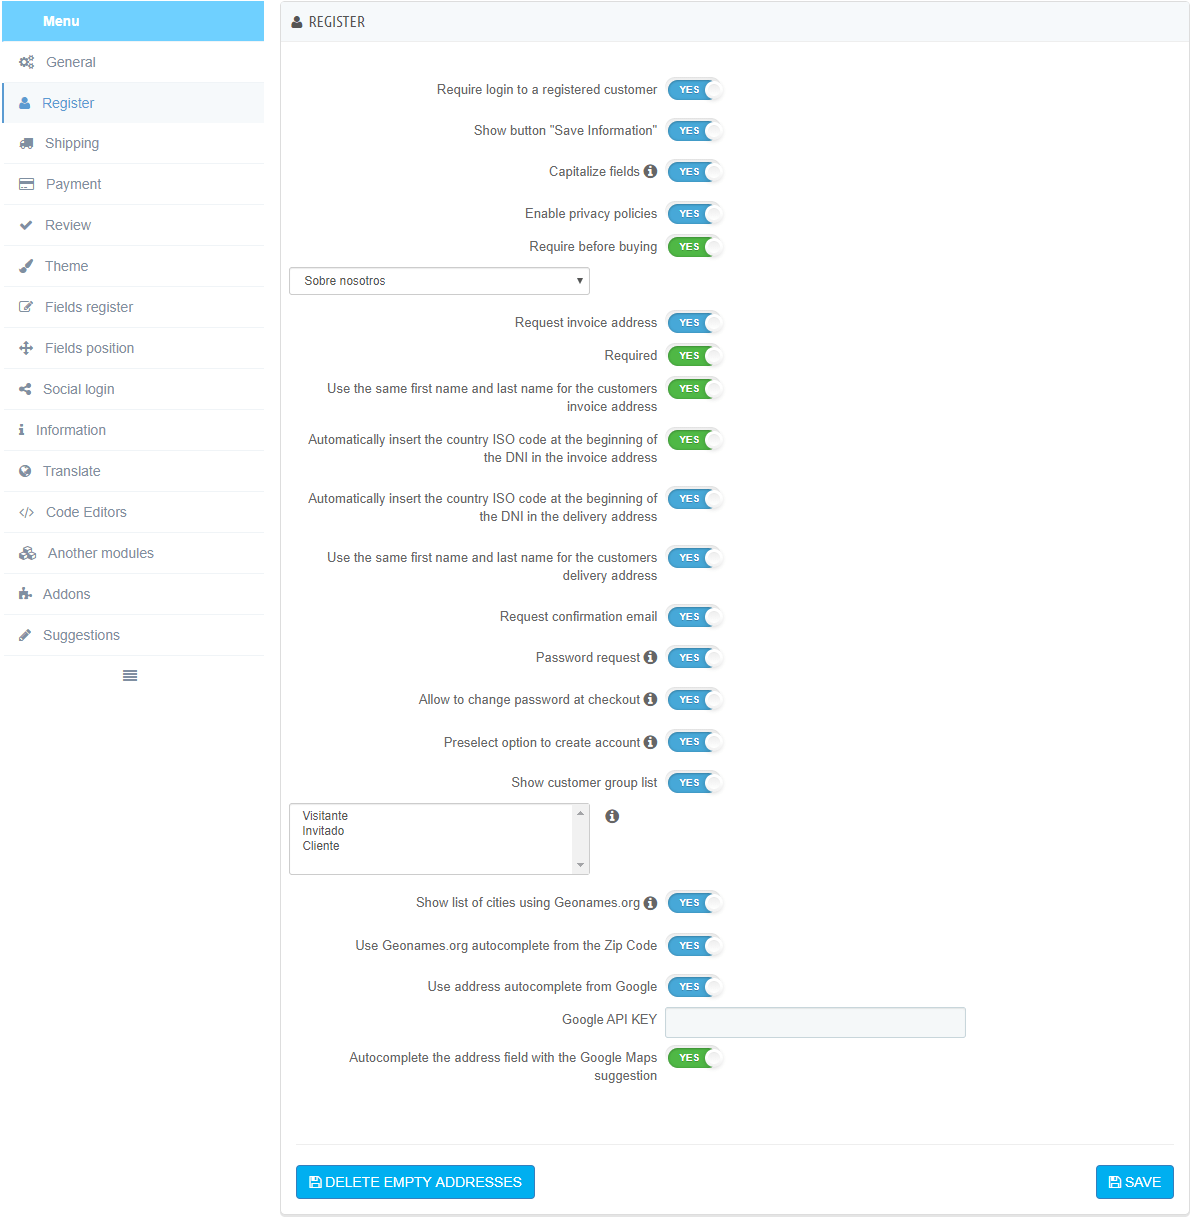 Menu
General
Register
Shipping
Payment
Review
Theme
Fields register
Fields position
Social login
Information
Translate
Code Editors
Another modules
Addons
Suggestions
REGISTER
Require login to a registered customer YES
Show button "Save Information" YES
Capitalize fields YES
Enable privacy policies YES
Require before buying YES
Sobre nosotros
Request invoice address YES
Required YES
Use the same first name and last name for the customers YES
invoice address
Automatically insert the country ISO code at the beginning of YES
the DNI in the invoice address
Automatically insert the country ISO code at the beginning of YES
the DNI in the delivery address
Use the same first name and last name for the customers YES
delivery address
Request confirmation email YES
Password request YES
Allow to change password at checkout YES
Preselect option to create account YES
Show customer group list YES
Visitante
Invitado
Cliente
Show list of cities using Geonames.org YES
Use Geonames.org autocomplete from the Zip Code YES
Use address autocomplete from Google YES
Google API KEY
Autocomplete the address field with the Google Maps YES
suggestion
DELETE EMPTY ADDRESSES
SAVE